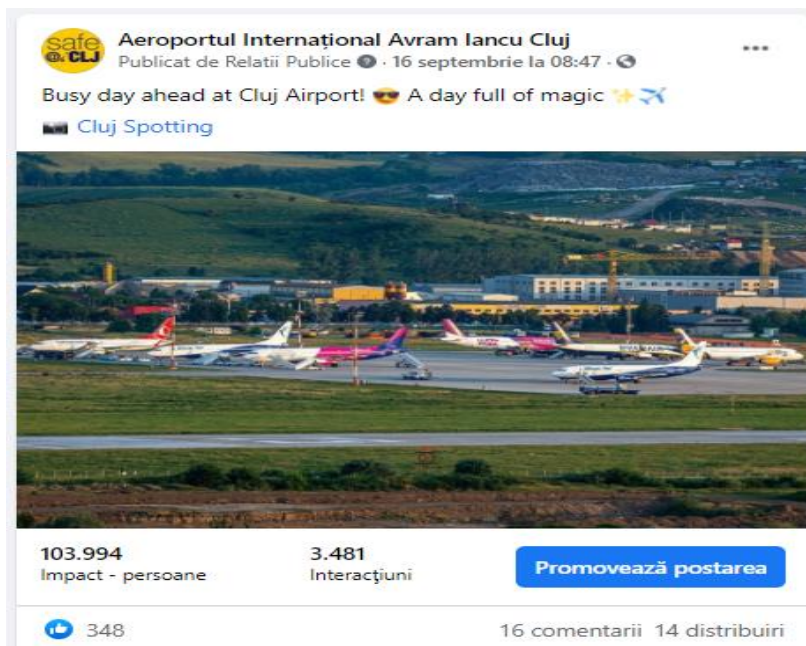 safe
@CLJ
Aeroportul Internațional Avram Iancu Cluj
Publicat de Relatii Publice · 16 septembrie la 08:47 ·
Busy day ahead at Cluj Airport! 😎 A day full of magic ✨✈️
📷 Cluj Spotting
103.994
Impact - persoane
3.481
Interacţiuni
Promovează postarea
348
16 comentarii 14 distribuiri